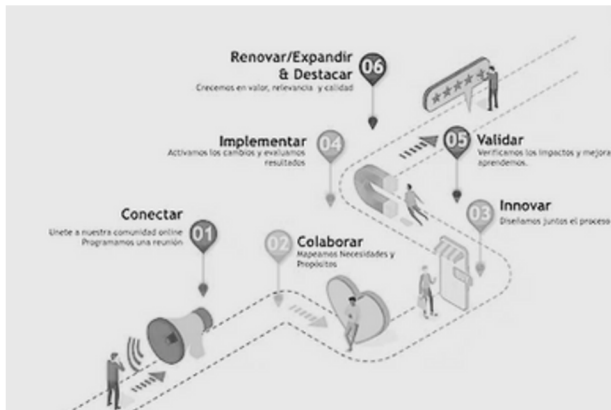 Renovar/Expandir
& Destacar
Crecemos en valor, relevancia y calidad
06
Implementar
Activamos los cambios y evaluamos
resultados
04
05
Validar
Verificamos los impactos y mejora
aprendemos.
Conectar
Unete a nuestra comunidad online
Programamos una reunión
01
02
Colaborar
Mapeamos Necesidades y
Propósitos
03
Innovar
Diseñamos juntos el proceso